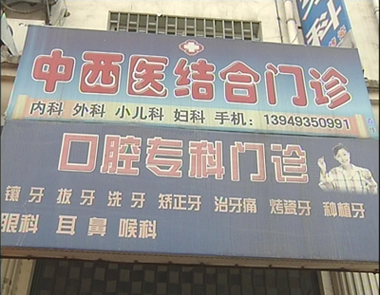 中西医结合门诊
内科 外科 小儿科 妇科 手机：13949350991
口腔专科门诊
镶牙 拔牙 洗牙 矫正牙 治牙痛 烤瓷牙 种植牙
眼科 耳鼻 喉科